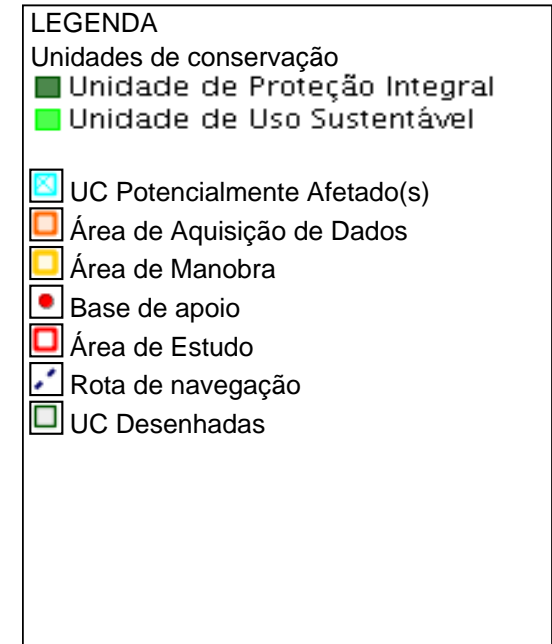 LEGENDA
Unidades de conservação
Unidade de Proteção Integral
Unidade de Uso Sustentável
UC Potencialmente Afetado(s)
Área de Aquisição de Dados
Área de Manobra
Base de apoio
Área de Estudo
Rota de navegação
UC Desenhadas